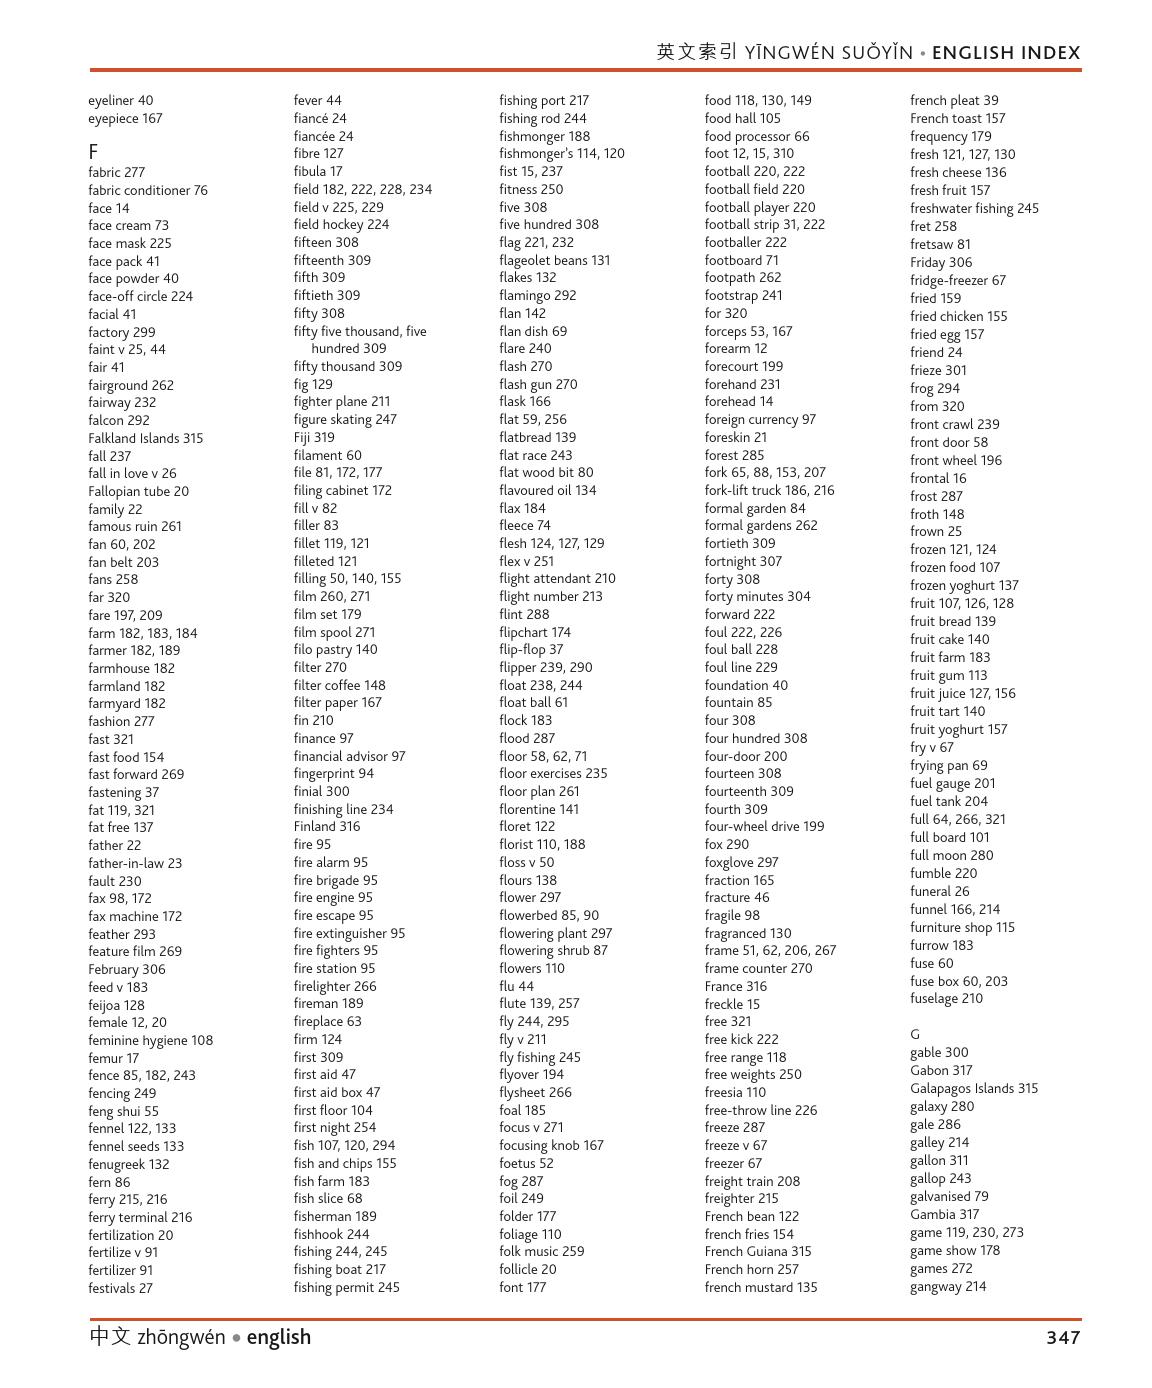 英文索引 YĪNGWÉN SUǑYǏN • ENGLISH INDEX
eyeliner 40
eyepiece 167
F
fabric 277
fabric conditioner 76
face 14
face cream 73
face mask 225
face pack 41
face powder 40
face-off circle 224
facial 41
factory 299
faint v 25, 44
fair 41
fairground 262
fairway 232
falcon 292
Falkland Islands 315
fall 237
fall in love v 26
Fallopian tube 20
family 22
famous ruin 261
fan 60, 202
fan belt 203
fans 258
far 320
fare 197, 209
farm 182, 183, 184
farmer 182, 189
farmhouse 182
farmland 182
farmyard 182
fashion 277
fast 321
fast food 154
fast forward 269
fastening 37
fat 119, 321
fat free 137
father 22
father-in-law 23
fault 230
fax 98, 172
fax machine 172
feather 293
feature film 269
February 306
feed v 183
feijoa 128
female 12, 20
feminine hygiene 108
femur 17
fence 85, 182, 243
fencing 249
feng shui 55
fennel 122, 133
fennel seeds 133
fenugreek 132
fern 86
ferry 215, 216
ferry terminal 216
fertilization 20
fertilize v 91
fertilizer 91
festivals 27
fever 44
fiancé 24
fiancée 24
fibre 127
fibula 17
field 182, 222, 228, 234
field v 225, 229
field hockey 224
fifteen 308
fifteenth 309
fifth 309
fiftieth 309
fifty 308
fifty five thousand, five
hundred 309
fifty thousand 309
fig 129
fighter plane 211
figure skating 247
Fiji 319
filament 60
file 81, 172, 177
filing cabinet 172
fill v 82
filler 83
fillet 119, 121
filleted 121
filling 50, 140, 155
film 260, 271
film set 179
film spool 271
filo pastry 140
filter 270
filter coffee 148
filter paper 167
fin 210
finance 97
financial advisor 97
fingerprint 94
finial 300
finishing line 234
Finland 316
fire 95
fire alarm 95
fire brigade 95
fire engine 95
fire escape 95
fire extinguisher 95
fire fighters 95
fire station 95
firelighter 266
fireman 189
fireplace 63
firm 124
first 309
first aid 47
first aid box 47
first floor 104
first night 254
fish 107, 120, 294
fish and chips 155
fish farm 183
fish slice 68
fisherman 189
fishhook 244
fishing 244, 245
fishing boat 217
fishing permit 245
fishing port 217
fishing rod 244
fishmonger 188
fishmonger's 114, 120
fist 15, 237
fitness 250
five 308
five hundred 308
flag 221, 232
flageolet beans 131
flakes 132
flamingo 292
flan 142
flan dish 69
flare 240
flash 270
flash gun 270
flask 166
flat 59, 256
flatbread 139
flat race 243
flat wood bit 80
flavoured oil 134
flax 184
fleece 74
flesh 124, 127, 129
flex v 251
flight attendant 210
flight number 213
flint 288
flipchart 174
flip-flop 37
flipper 239, 290
float 238, 244
float ball 61
flock 183
flood 287
floor 58, 62, 71
floor exercises 235
floor plan 261
florentine 141
floret 122
florist 110, 188
floss v 50
flours 138
flower 297
flowerbed 85, 90
flowering plant 297
flowering shrub 87
flowers 110
flu 44
flute 139, 257
fly 244, 295
fly v 211
fly fishing 245
flyover 194
flysheet 266
foal 185
focus v 271
focusing knob 167
foetus 52
fog 287
foil 249
folder 177
foliage 110
folk music 259
follicle 20
font 177
food 118, 130, 149
food hall 105
food processor 66
foot 12, 15, 310
football 220, 222
football field 220
football player 220
football strip 31, 222
footballer 222
footboard 71
footpath 262
footstrap 241
for 320
forceps 53, 167
forearm 12
forecourt 199
forehand 231
forehead 14
foreign currency 97
foreskin 21
forest 285
fork 65, 88, 153, 207
fork-lift truck 186, 216
formal garden 84
formal gardens 262
fortieth 309
fortnight 307
forty 308
forty minutes 304
forward 222
foul 222, 226
foul ball 228
foul line 229
foundation 40
fountain 85
four 308
four hundred 308
four-door 200
fourteen 308
fourteenth 309
fourth 309
four-wheel drive 199
fox 290
foxglove 297
fraction 165
fracture 46
fragile 98
fragranced 130
frame 51, 62, 206, 267
frame counter 270
France 316
freckle 15
free 321
free kick 222
free range 118
free weights 250
freesia 110
free-throw line 226
freeze 287
freeze v 67
freezer 67
freight train 208
freighter 215
French bean 122
french fries 154
French Guiana 315
French horn 257
french mustard 135
french pleat 39
French toast 157
frequency 179
fresh 121, 127, 130
fresh cheese 136
fresh fruit 157
freshwater fishing 245
fret 258
fretsaw 81
Friday 306
fridge-freezer 67
fried 159
fried chicken 155
fried egg 157
friend 24
frieze 301
frog 294
from 320
front crawl 239
front door 58
front wheel 196
frontal 16
frost 287
froth 148
frown 25
frozen 121, 124
frozen food 107
frozen yoghurt 137
fruit 107, 126, 128
fruit bread 139
fruit cake 140
fruit farm 183
fruit gum 113
fruit juice 127, 156
fruit tart 140
fruit yoghurt 157
fry v 67
frying pan 69
fuel gauge 201
fuel tank 204
full 64, 266, 321
full board 101
full moon 280
fumble 220
funeral 26
funnel 166, 214
furniture shop 115
furrow 183
fuse 60
fuse box 60, 203
fuselage 210
G
gable 300
Gabon 317
Galapagos Islands 315
galaxy 280
gale 286
galley 214
gallon 311
gallop 243
galvanised 79
Gambia 317
game 119, 230, 273
game show 178
games 272
gangway 214
中文 zhōngwén • english
347